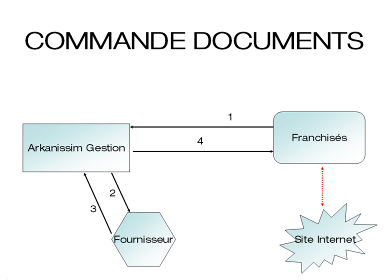 COMMANDE DOCUMENTS
1
Arkanissim Gestion
4
Franchisés
2
3
Fournisseur
Site Internet